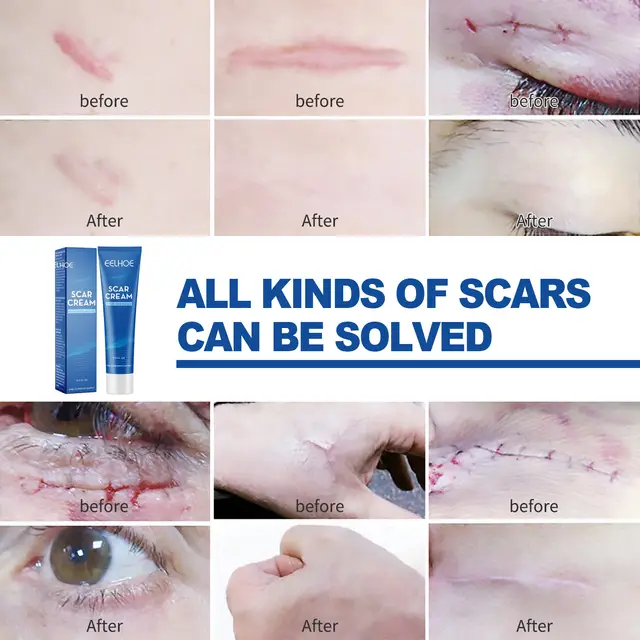 before
before
before
After
After
After
EELHOE
SCAR
CREAM
EELHOE
SCAR
CREAM
ALL KINDS OF SCARS
CAN BE SOLVED
before
before
before
After
After
After